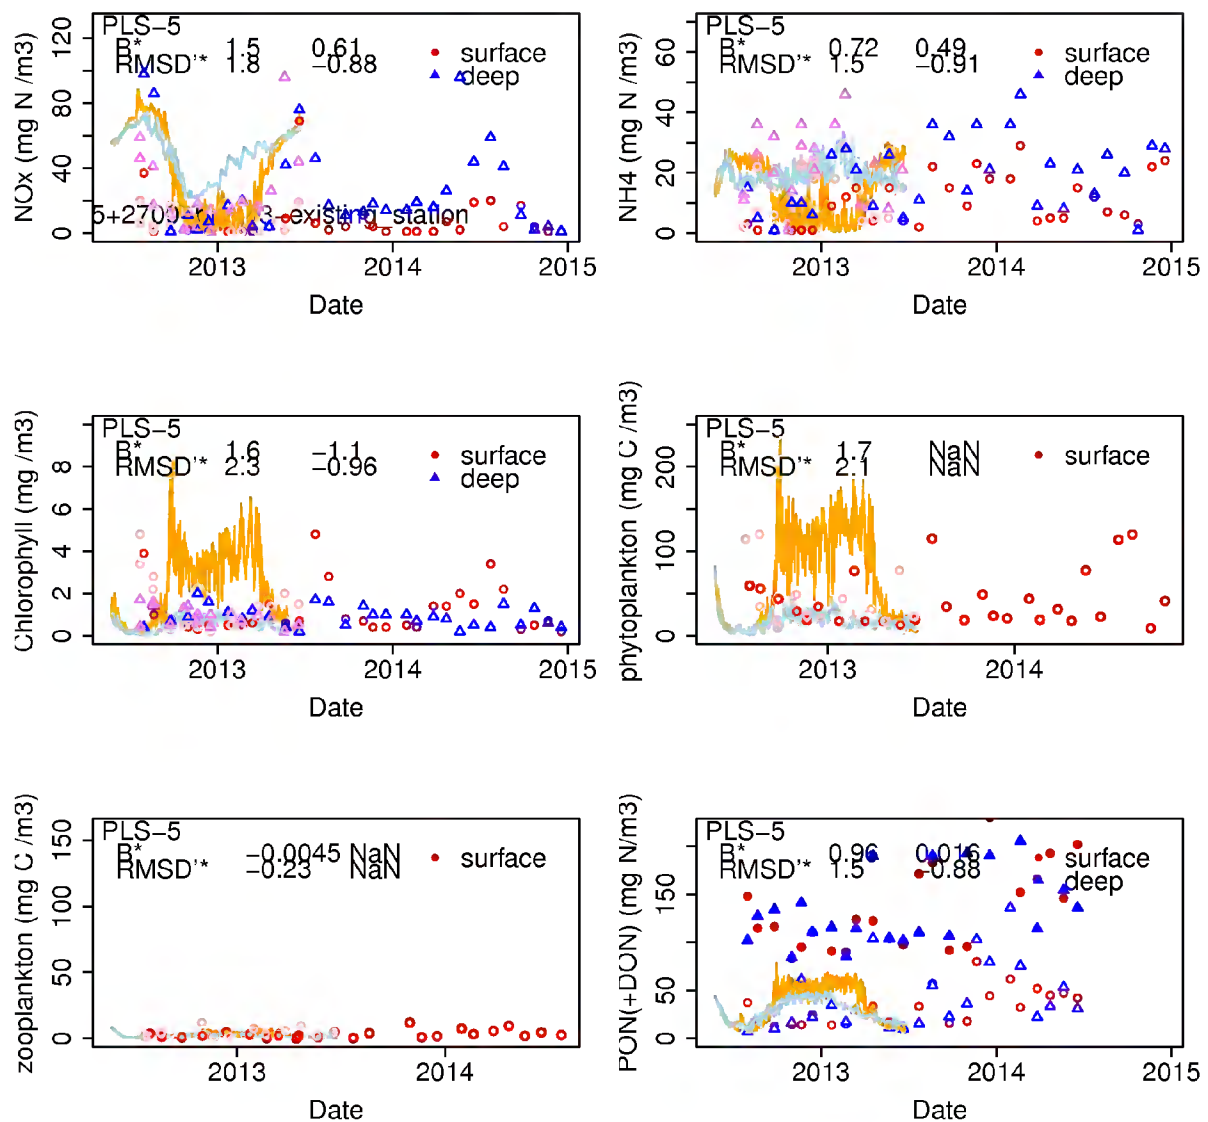 PLS−5
B* 1.5 0.61
RMSD'* 1.8 −0.88
surface
deep
NOx (mg N /m3)
0 40 80 120
5+2709− −existing_station
2013 2014 2015
Date
PLS−5
B* 0.72 0.49
RMSD'* 1.5 −0.91
surface
deep
NH4 (mg N /m3)
0 20 40 60
2013 2014 2015
Date
PLS−5
B* 1.6 −1.1
RMSD'* 2.3 −0.96
surface
deep
Chlorophyll (mg /m3)
0 2 4 6 8
2013 2014 2015
Date
PLS−5
B* 1.7 NaN
RMSD'* 2.1 NaN
surface
phytoplankton (mg C /m3)
0 100 200
2013 2014
Date
PLS−5
B* −0.0045 NaN
RMSD'* −0.23 NaN
surface
zooplankton (mg C /m3)
0 50 100 150
2013 2014
Date
PLS−5
B* 0.96 0.016
RMSD'* 1.5 −0.88
surface
deep
PON(+DON) (mg N/m3)
0 50 150
2013 2014 2015
Date